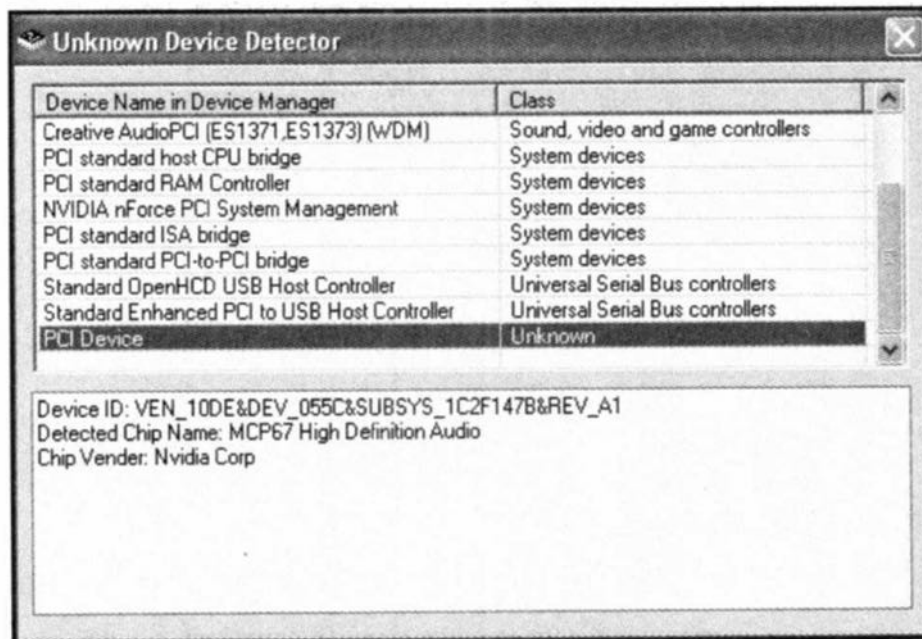 Unknown Device Detector
Device Name in Device Manager Class
Creative AudioPCI (ES1371,ES1373) (WDM) Sound, video and game controllers
PCI standard host CPU bridge System devices
PCI standard RAM Controller System devices
NVIDIA nForce PCI System Management System devices
PCI standard ISA bridge System devices
PCI standard PCI-to-PCI bridge System devices
Standard OpenHCD USB Host Controller Universal Serial Bus controllers
Standard Enhanced PCI to USB Host Controller Universal Serial Bus controllers
PCI Device Unknown
Device ID: VEN_10DE&DEV_055C&SUBSYS_1C2F147B&REV_A1
Detected Chip Name: MCP67 High Definition Audio
Chip Vender: Nvidia Corp